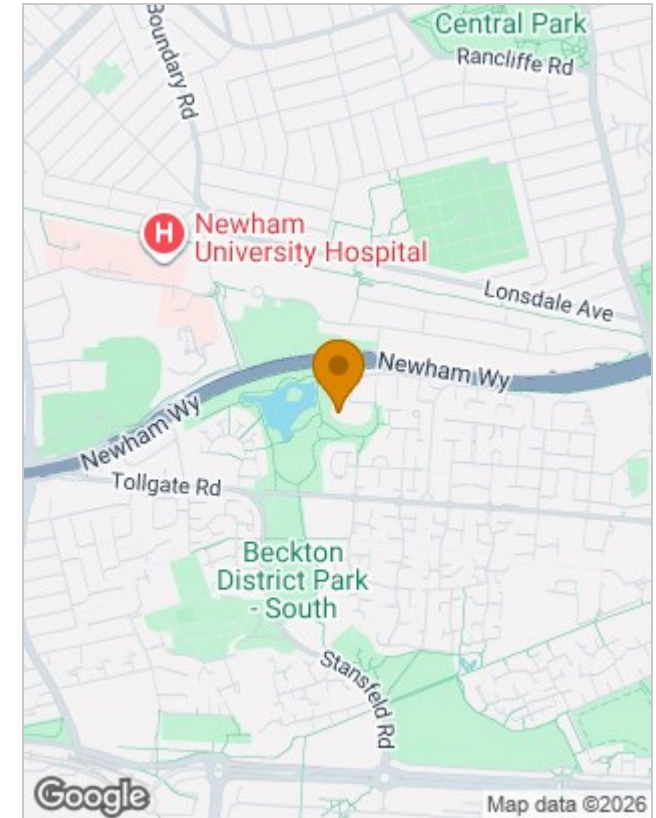 Central Park
Rancliffe Rd
Boundary Rd
H
Newham
University Hospital
Lonsdale Ave
Newham Wy
Newham Wy
Tollgate Rd
Beckton
District Park
- South
Stansfeld Rd
Google
Map data ©2026